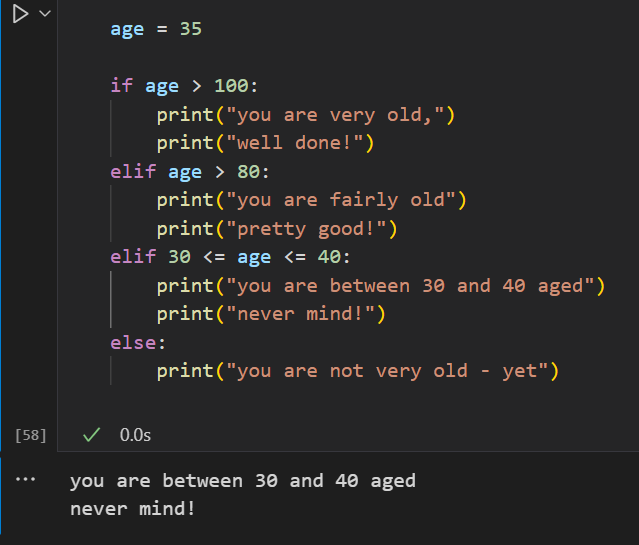 age = 35

if age > 100:
    print("you are very old,")
    print("well done!")
elif age > 80:
    print("you are fairly old")
    print("pretty good!")
elif 30 <= age <= 40:
    print("you are between 30 and 40 aged")
    print("never mind!")
else:
    print("you are not very old - yet")
[58] 0.0s
you are between 30 and 40 aged
never mind!